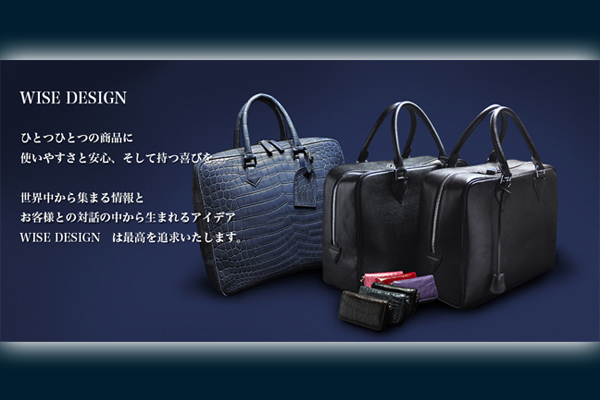 WISE DESIGN
ひとつひとつの商品に
使いやすさと安心、そして持つ喜びを…
世界中から集まる情報と
お客様との対話の中から生まれるアイデア
WISE DESIGN　は最高を追求いたします。